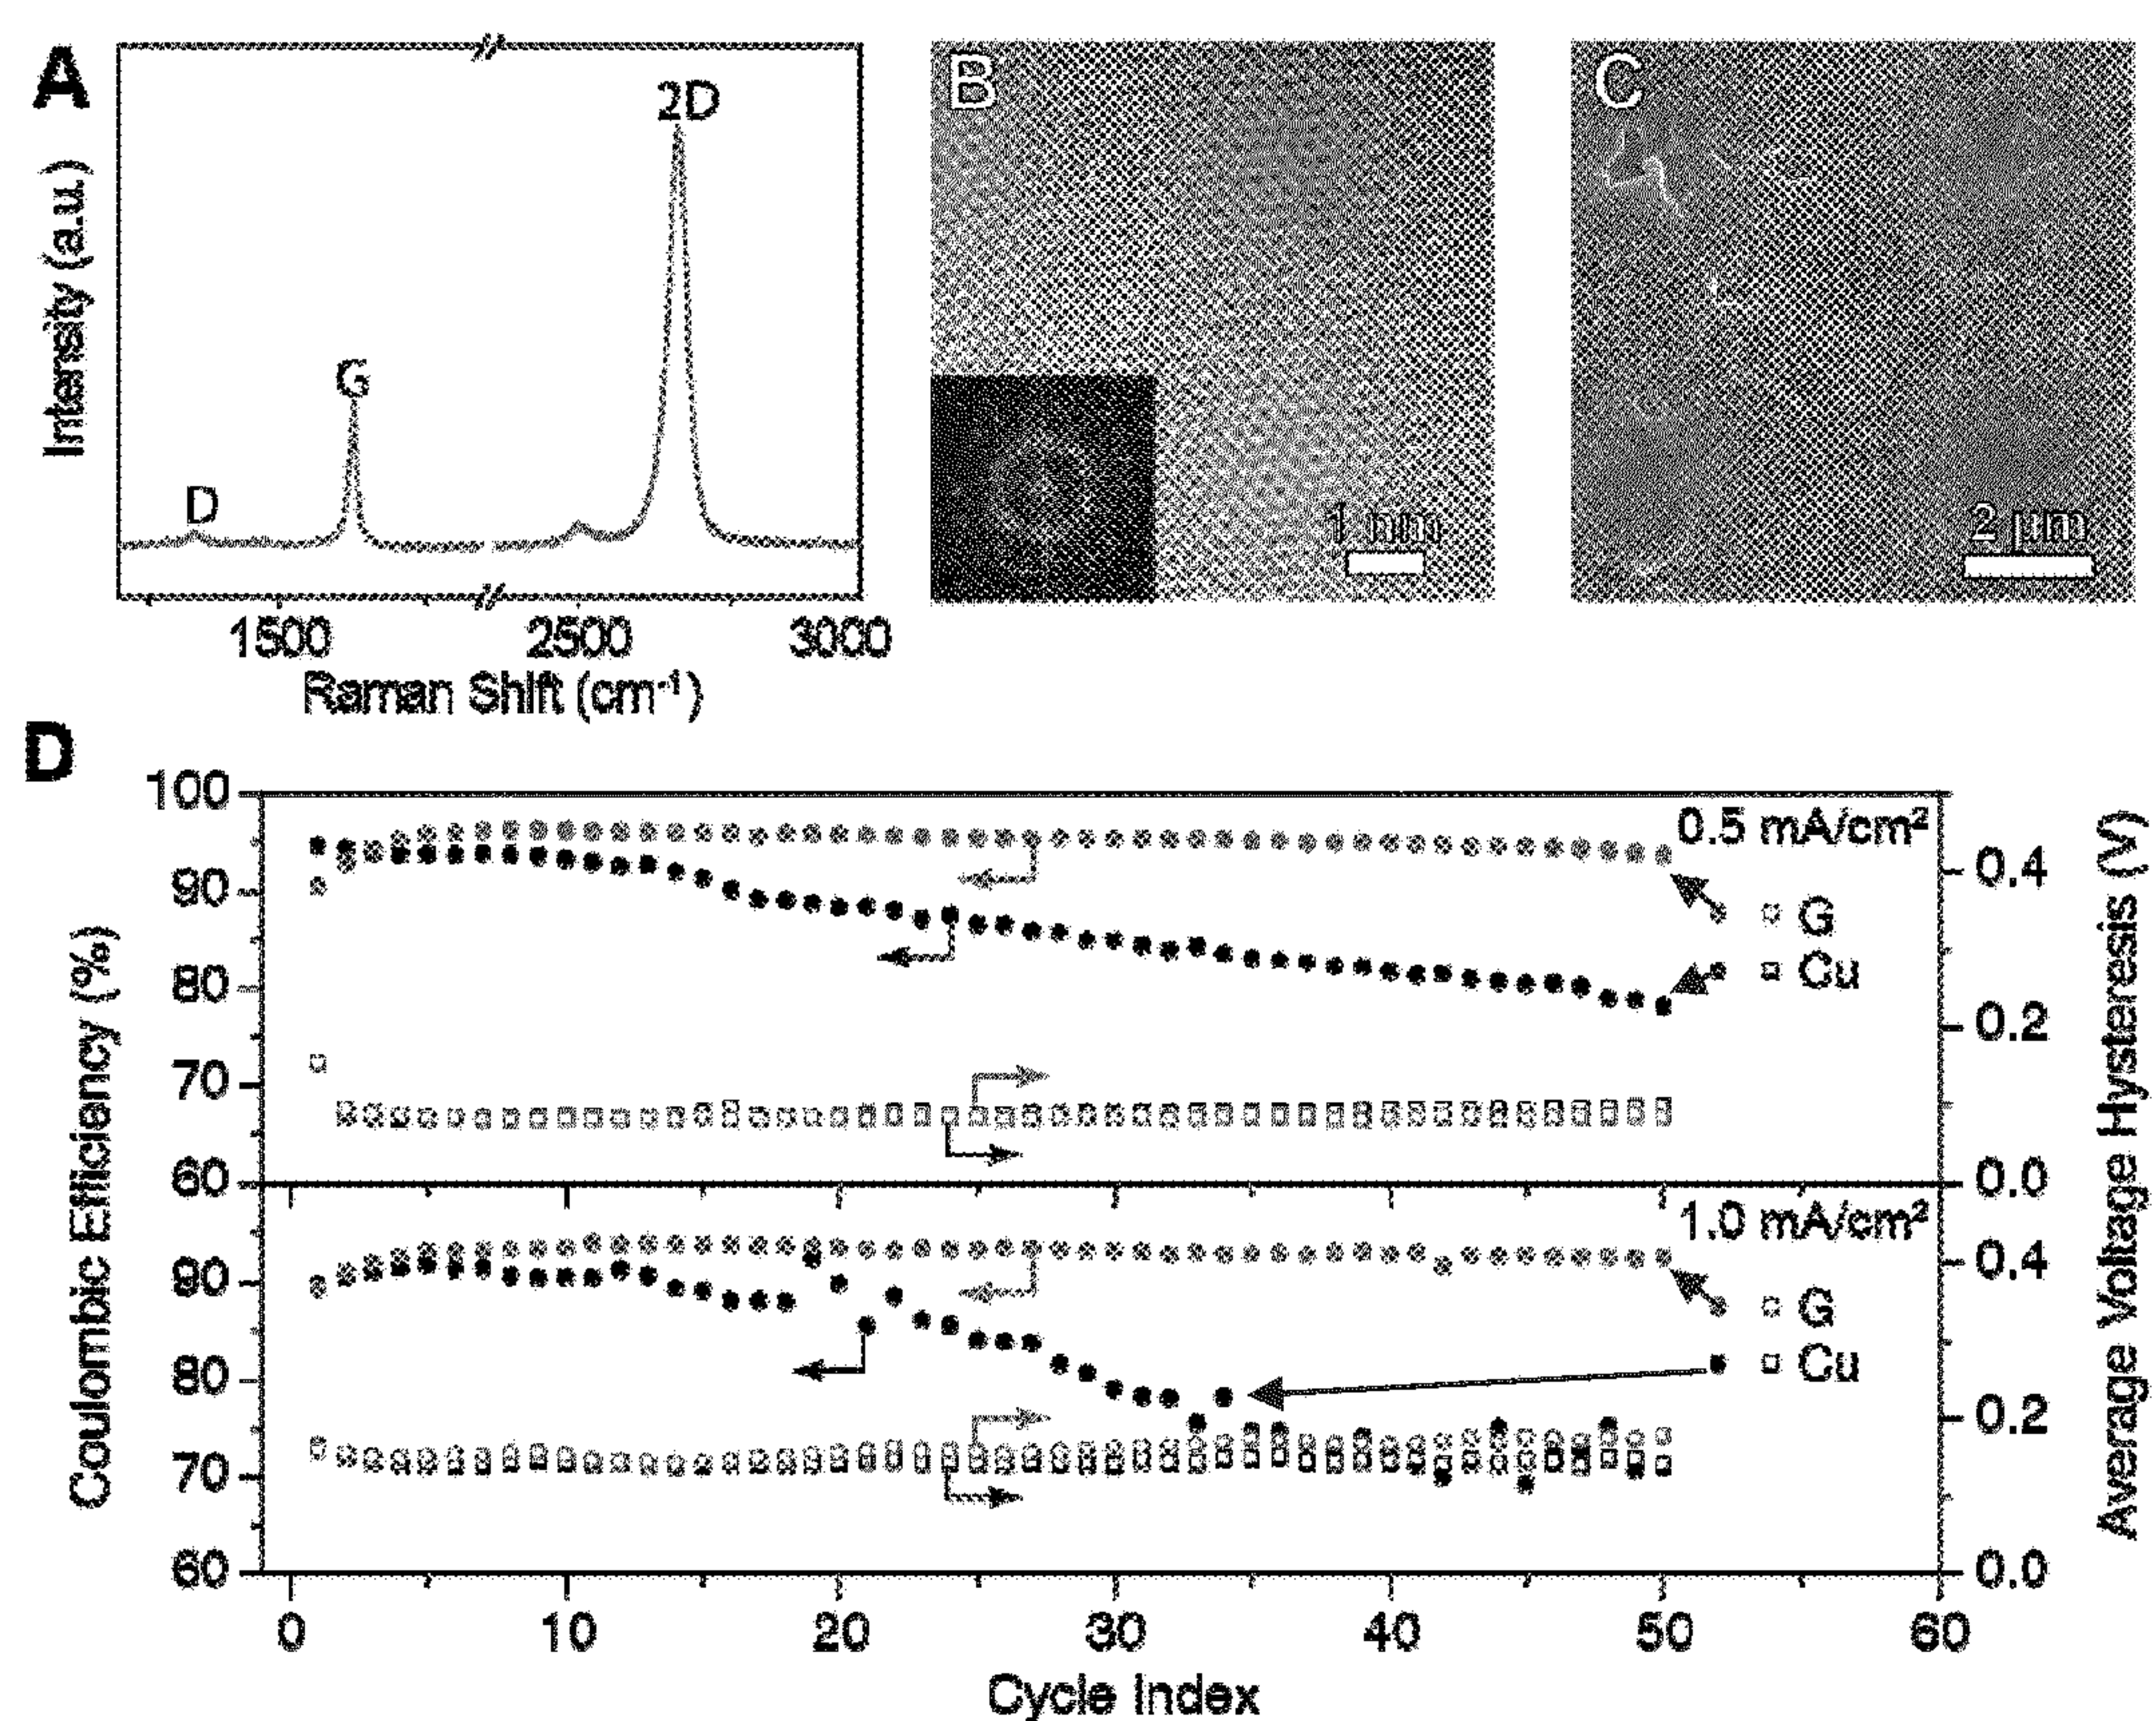 A
Intensity (a.u.)
D
G
2D
1500
2500
3000
Raman Shift (cm⁻¹)
B
1 nm
C
2 µm
D
Coulombic Efficiency (%)
100
90
80
70
60
90
80
70
60
0.5 mA/cm²
G
Cu
1.0 mA/cm²
G
Cu
0.4
0.2
0.0
0.4
0.2
0.0
Average Voltage Hysteresis (V)
0
10
20
30
40
50
60
Cycle Index